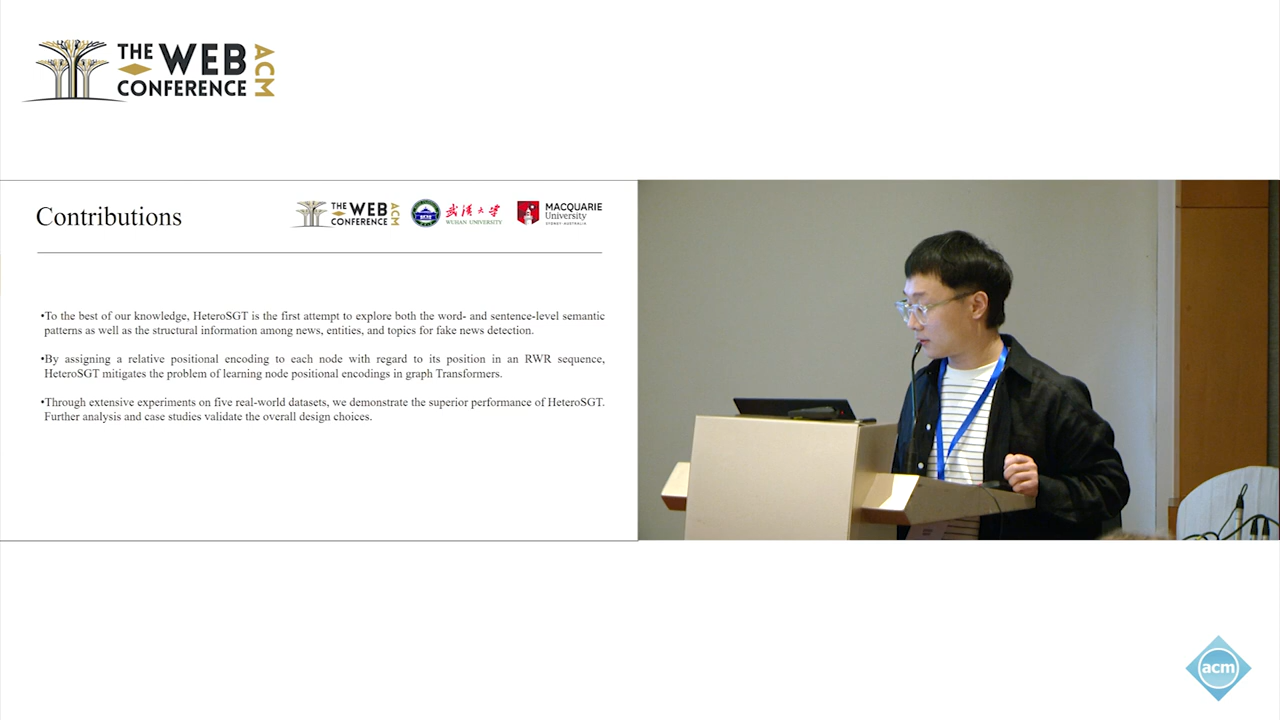 THE WEB CONFERENCE ACM
Contributions
THE WEB CONFERENCE ACM
武漢大學
WUHAN UNIVERSITY
MACQUARIE
University
SYDNEY·AUSTRALIA
•To the best of our knowledge, HeteroSGT is the first attempt to explore both the word- and sentence-level semantic
patterns as well as the structural information among news, entities, and topics for fake news detection.
•By assigning a relative positional encoding to each node with regard to its position in an RWR sequence,
HeteroSGT mitigates the problem of learning node positional encodings in graph Transformers.
•Through extensive experiments on five real-world datasets, we demonstrate the superior performance of HeteroSGT.
Further analysis and case studies validate the overall design choices.
acm